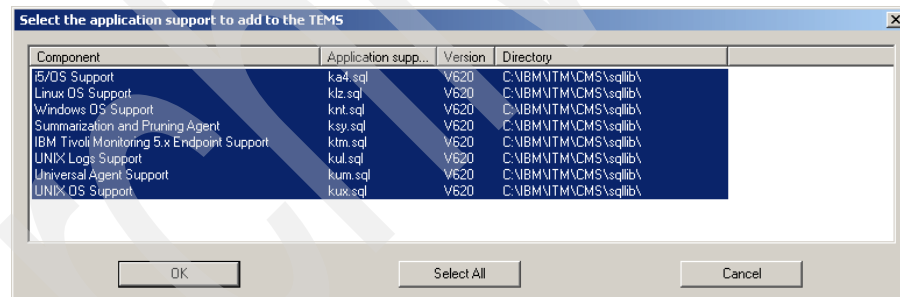 Select the application support to add to the TEMS
Component Application supp... Version Directory
i5/OS Support ka4.sql V620 C:\IBM\ITM\CMS\sqllib\
Linux OS Support klz.sql V620 C:\IBM\ITM\CMS\sqllib\
Windows OS Support knt.sql V620 C:\IBM\ITM\CMS\sqllib\
Summarization and Pruning Agent ksy.sql V620 C:\IBM\ITM\CMS\sqllib\
IBM Tivoli Monitoring 5.x Endpoint Support ktm.sql V620 C:\IBM\ITM\CMS\sqllib\
UNIX Logs Support kul.sql V620 C:\IBM\ITM\CMS\sqllib\
Universal Agent Support kum.sql V620 C:\IBM\ITM\CMS\sqllib\
UNIX OS Support kux.sql V620 C:\IBM\ITM\CMS\sqllib\
OK Select All Cancel